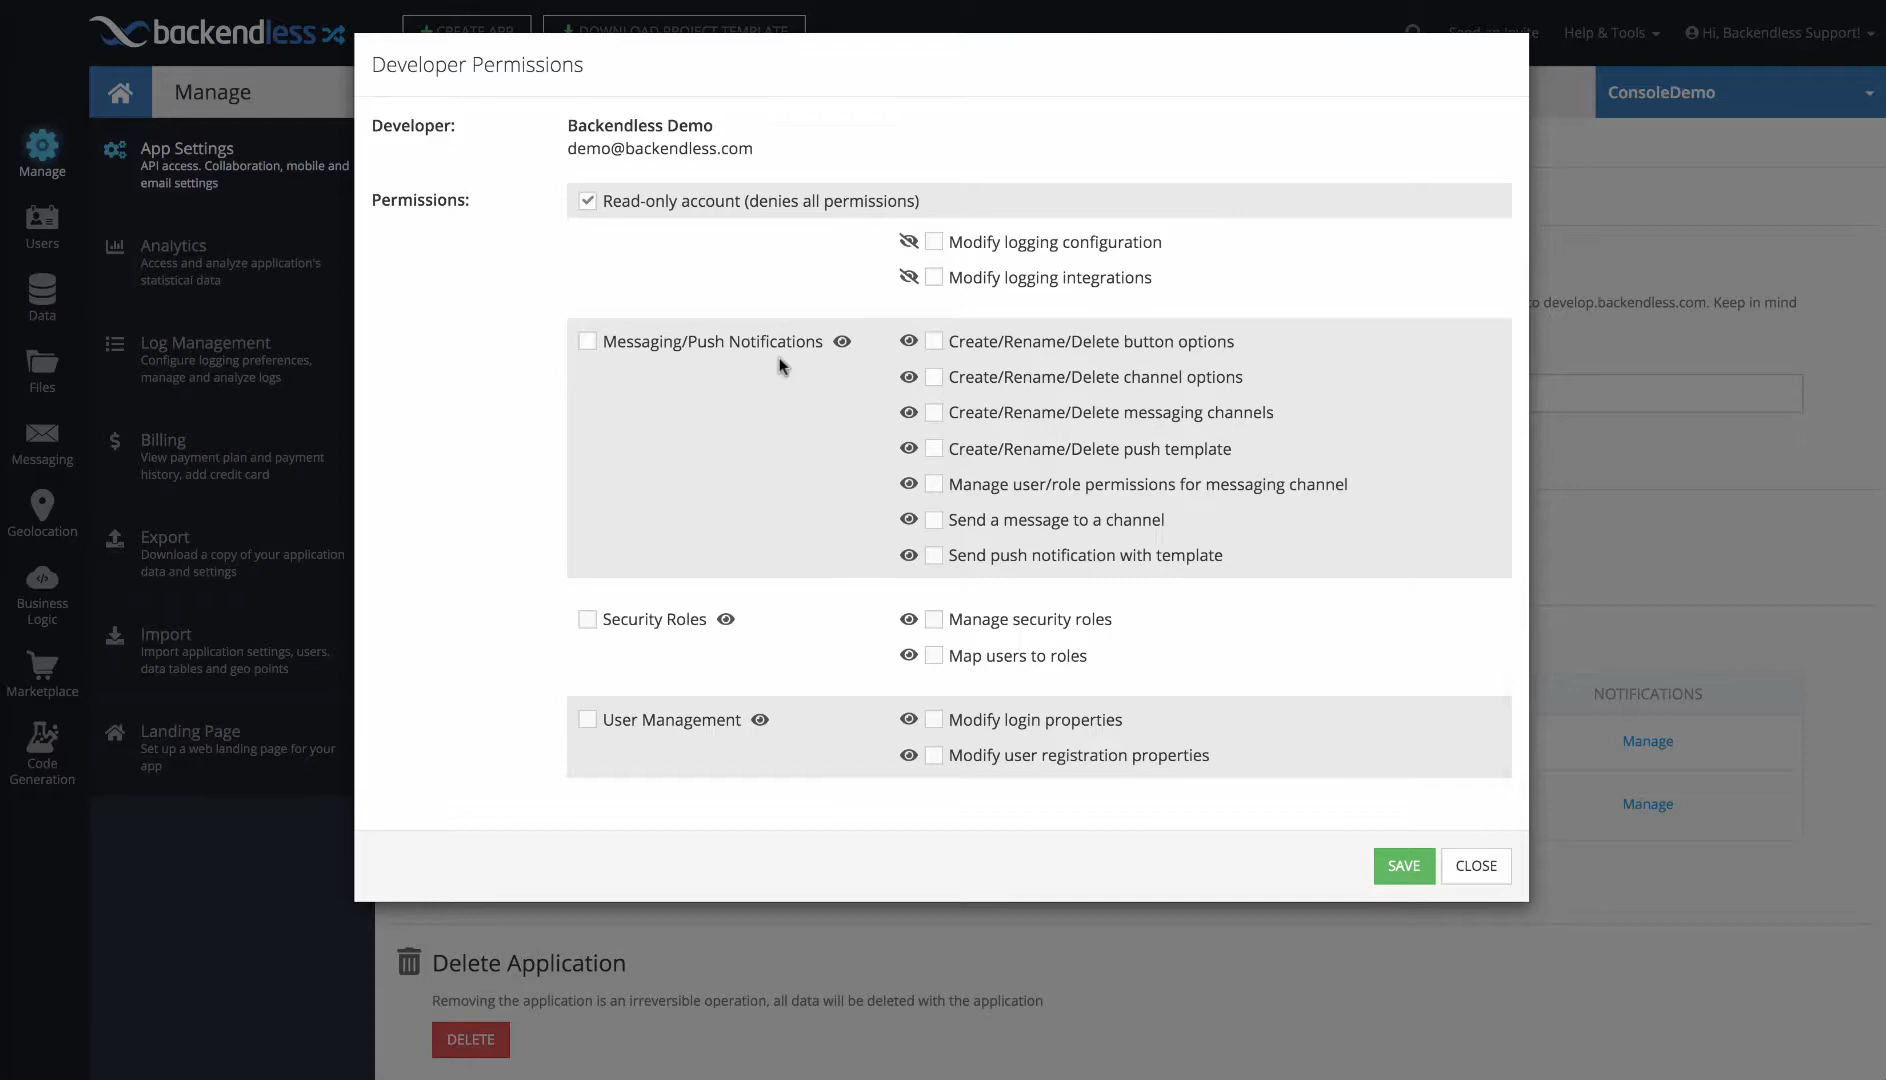 backendless
CREATE APP
DOWNLOAD PROJECT TEMPLATE
Send an Invite
Help & Tools
Hi, Backendless Support!
Manage
ConsoleDemo
Developer Permissions
Developer:
Backendless Demo
demo@backendless.com
Permissions:
Read-only account (denies all permissions)
Modify logging configuration
Modify logging integrations
Messaging/Push Notifications
Create/Rename/Delete button options
Create/Rename/Delete channel options
Create/Rename/Delete messaging channels
Create/Rename/Delete push template
Manage user/role permissions for messaging channel
Send a message to a channel
Send push notification with template
Security Roles
Manage security roles
Map users to roles
User Management
Modify login properties
Modify user registration properties
SAVE
CLOSE
Manage
Users
Data
Files
Messaging
Geolocation
Business
Logic
Marketplace
Code
Generation
App Settings
API access. Collaboration, mobile and
email settings
Analytics
Access and analyze application's
statistical data
Log Management
Configure logging preferences,
manage and analyze logs
Billing
View payment plan and payment
history, add credit card
Export
Download a copy of your application
data and settings
Import
Import application settings, users,
data tables and geo points
Landing Page
Set up a web landing page for your
app
to develop.backendless.com. Keep in mind
NOTIFICATIONS
Manage
Manage
Delete Application
Removing the application is an irreversible operation, all data will be deleted with the application
DELETE